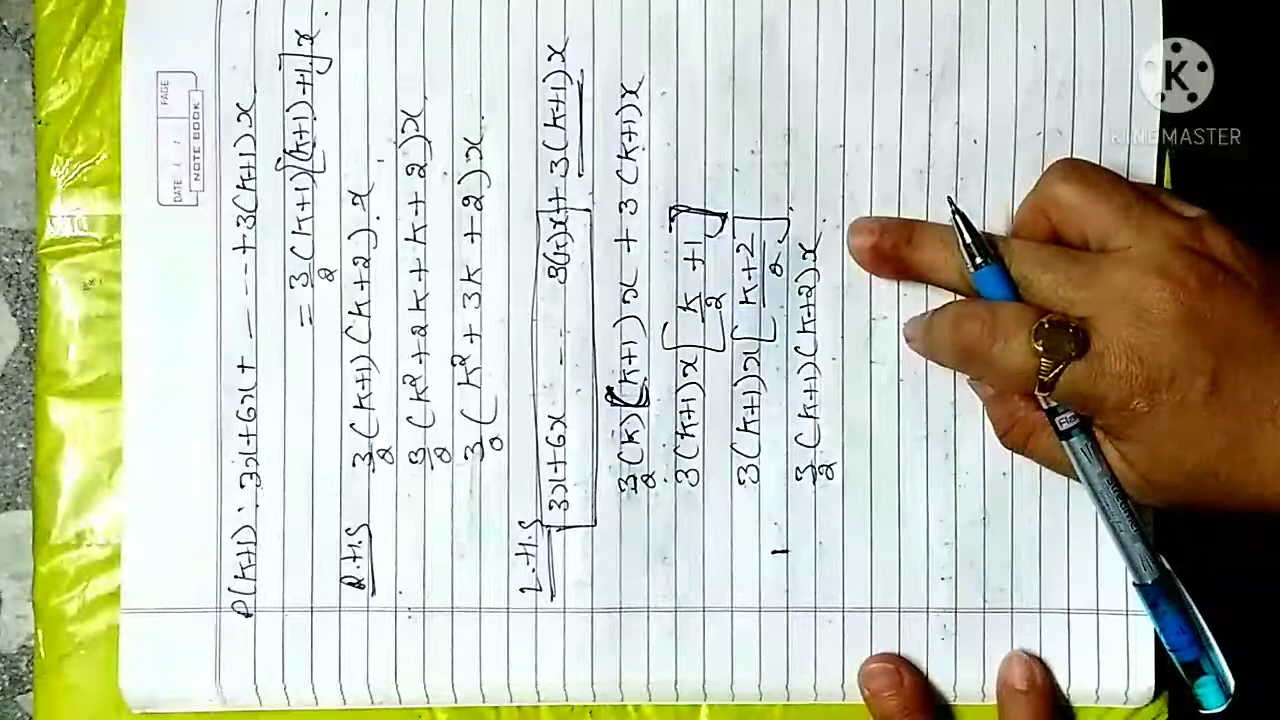 DATE / / PAGE
NOTE BOOK
P(K+1) : 3x+6x+ - - - +3(K+1)x
= 3/2 (K+1)[(K+1)+1]x.
R.H.S 3/2 (K+1)(K+2).x
3/2 (K²+2K+K+2)x
3/2 (K²+3K+2)x.
L.H.S
3x+6x - - - 3(K)x + 3(K+1)x
3/2 (K)(K+1)x + 3(K+1)x
3(K+1)x[K/2 +1]
3(K+1)x[K+2/2].
3/2 (K+1)(K+2)x.
K
KINEMASTER